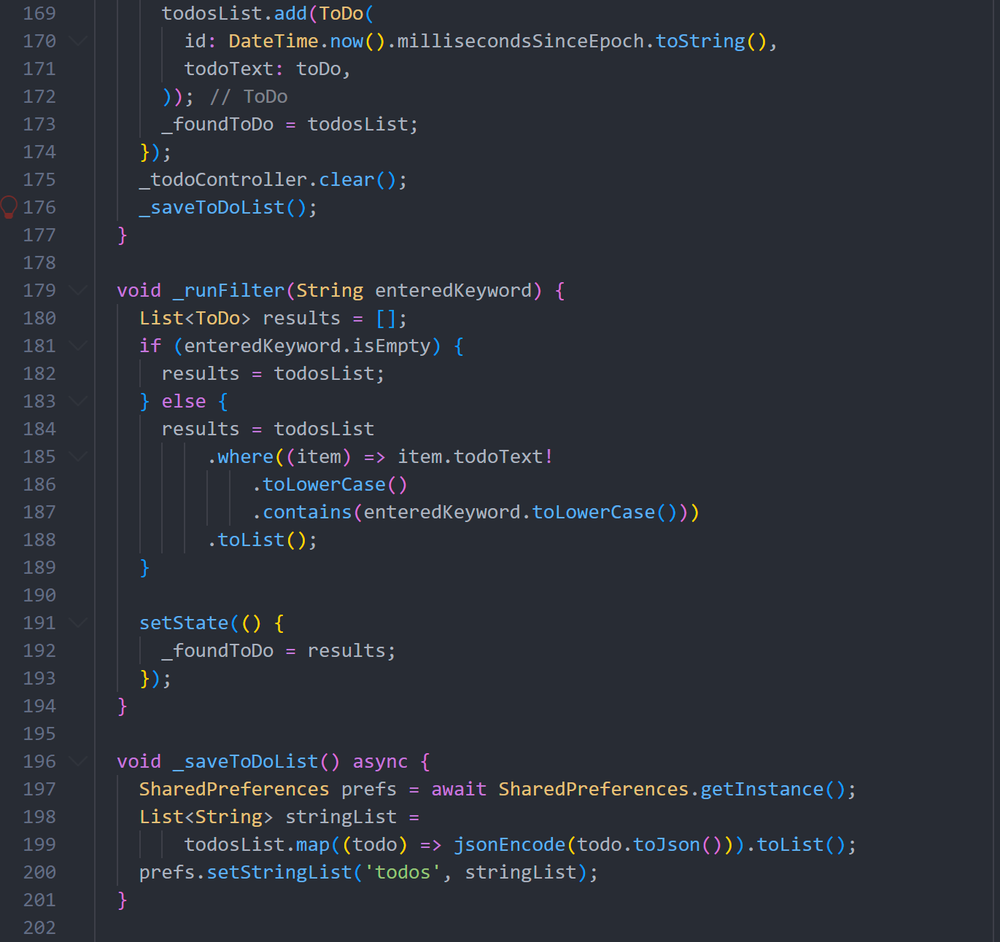 169 todosList.add(ToDo(
170 id: DateTime.now().millisecondsSinceEpoch.toString(),
171 todoText: toDo,
172 )); // ToDo
173 _foundToDo = todosList;
174 });
175 _todoController.clear();
176 _saveToDoList();
177 }
178
179 void _runFilter(String enteredKeyword) {
180 List<ToDo> results = [];
181 if (enteredKeyword.isEmpty) {
182 results = todosList;
183 } else {
184 results = todosList
185 .where((item) => item.todoText!
186 .toLowerCase()
187 .contains(enteredKeyword.toLowerCase()))
188 .toList();
189 }
190
191 setState(() {
192 _foundToDo = results;
193 });
194 }
195
196 void _saveToDoList() async {
197 SharedPreferences prefs = await SharedPreferences.getInstance();
198 List<String> stringList =
199 todosList.map((todo) => jsonEncode(todo.toJson())).toList();
200 prefs.setStringList('todos', stringList);
201 }
202